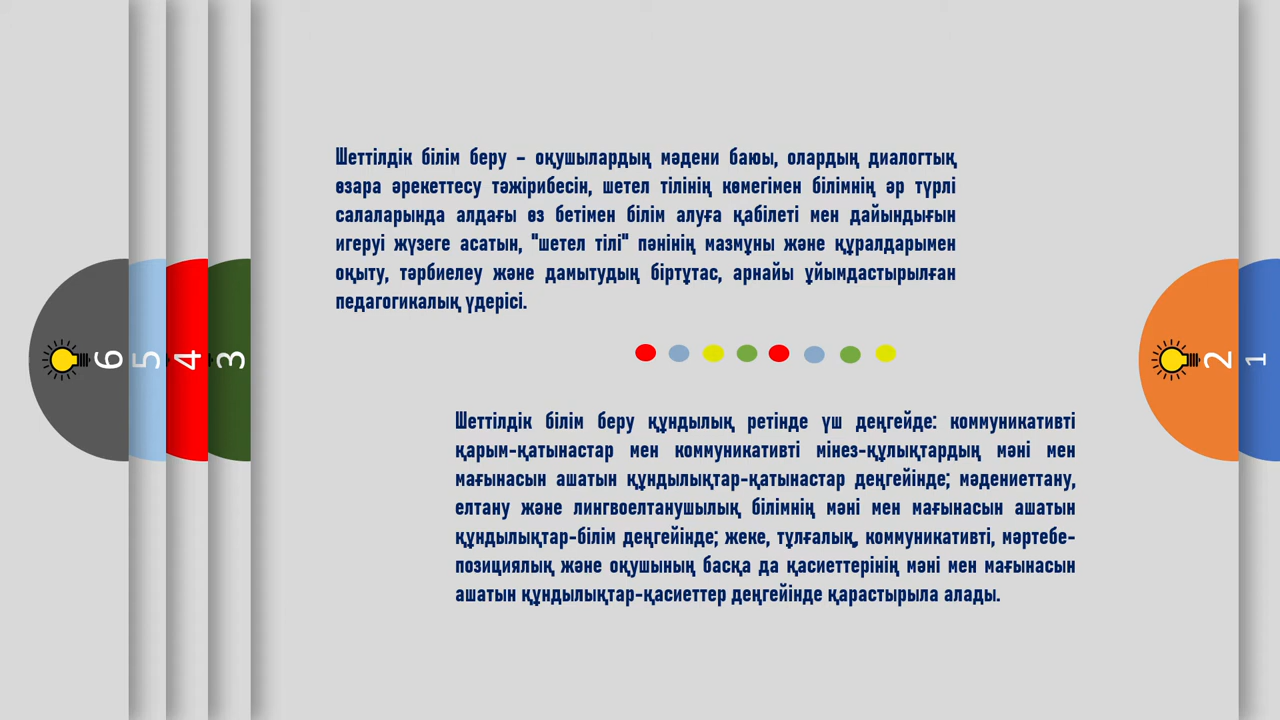 Шеттілдік білім беру – оқушылардың мәдени баюы, олардың диалогтық
өзара әрекеттесу тәжірибесін, шетел тілінің көмегімен білімнің әр түрлі
салаларында алдағы өз бетімен білім алуға қабілеті мен дайындығын
игеруі жүзеге асатын, "шетел тілі" пәнінің мазмұны және құралдарымен
оқыту, тәрбиелеу және дамытудың біртұтас, арнайы ұйымдастырылған
педагогикалық үдерісі.
6
5
4
3
2
1
Шеттілдік білім беру құндылық ретінде үш деңгейде: коммуникативті
қарым-қатынастар мен коммуникативті мінез-құлықтардың мәні мен
мағынасын ашатын құндылықтар-қатынастар деңгейінде; мәдениеттану,
елтану және лингвоелтанушылық білімнің мәні мен мағынасын ашатын
құндылықтар-білім деңгейінде; жеке, тұлғалық, коммуникативті, мәртебе-
позициялық және оқушының басқа да қасиеттерінің мәні мен мағынасын
ашатын құндылықтар-қасиеттер деңгейінде қарастырыла алады.